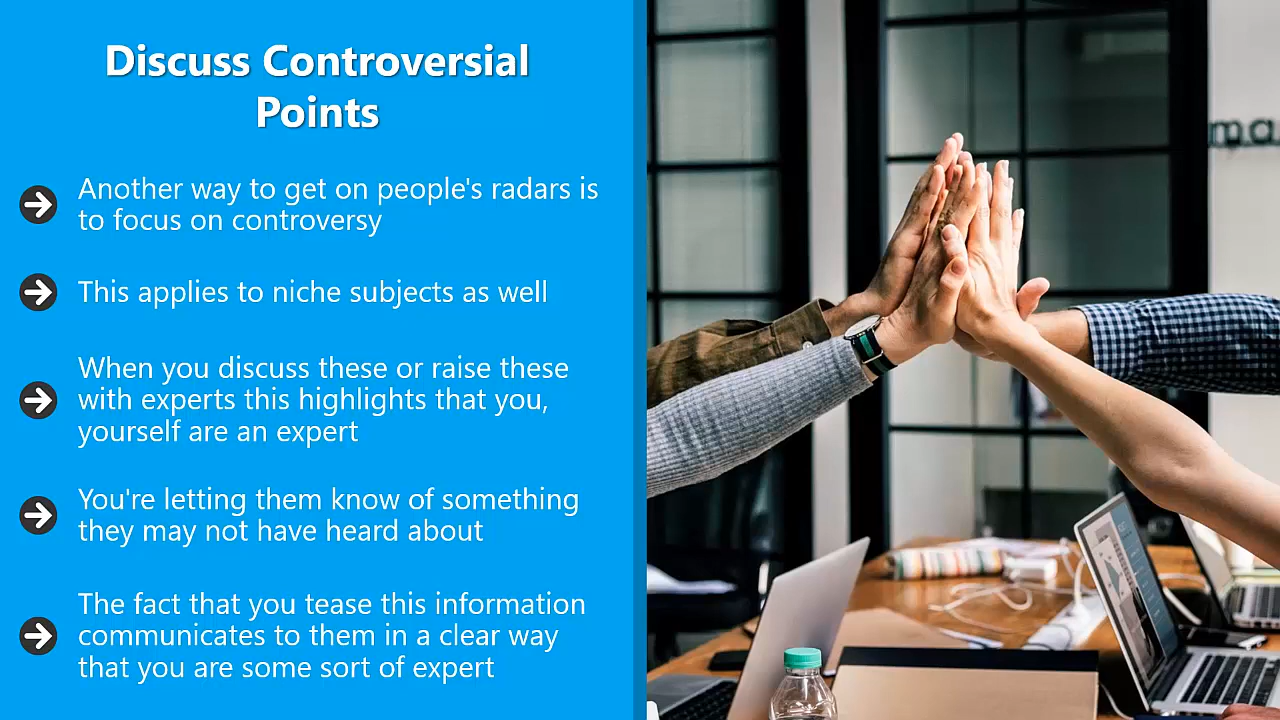 Discuss Controversial
Points
Another way to get on people's radars is
to focus on controversy
This applies to niche subjects as well
When you discuss these or raise these
with experts this highlights that you,
yourself are an expert
You're letting them know of something
they may not have heard about
The fact that you tease this information
communicates to them in a clear way
that you are some sort of expert